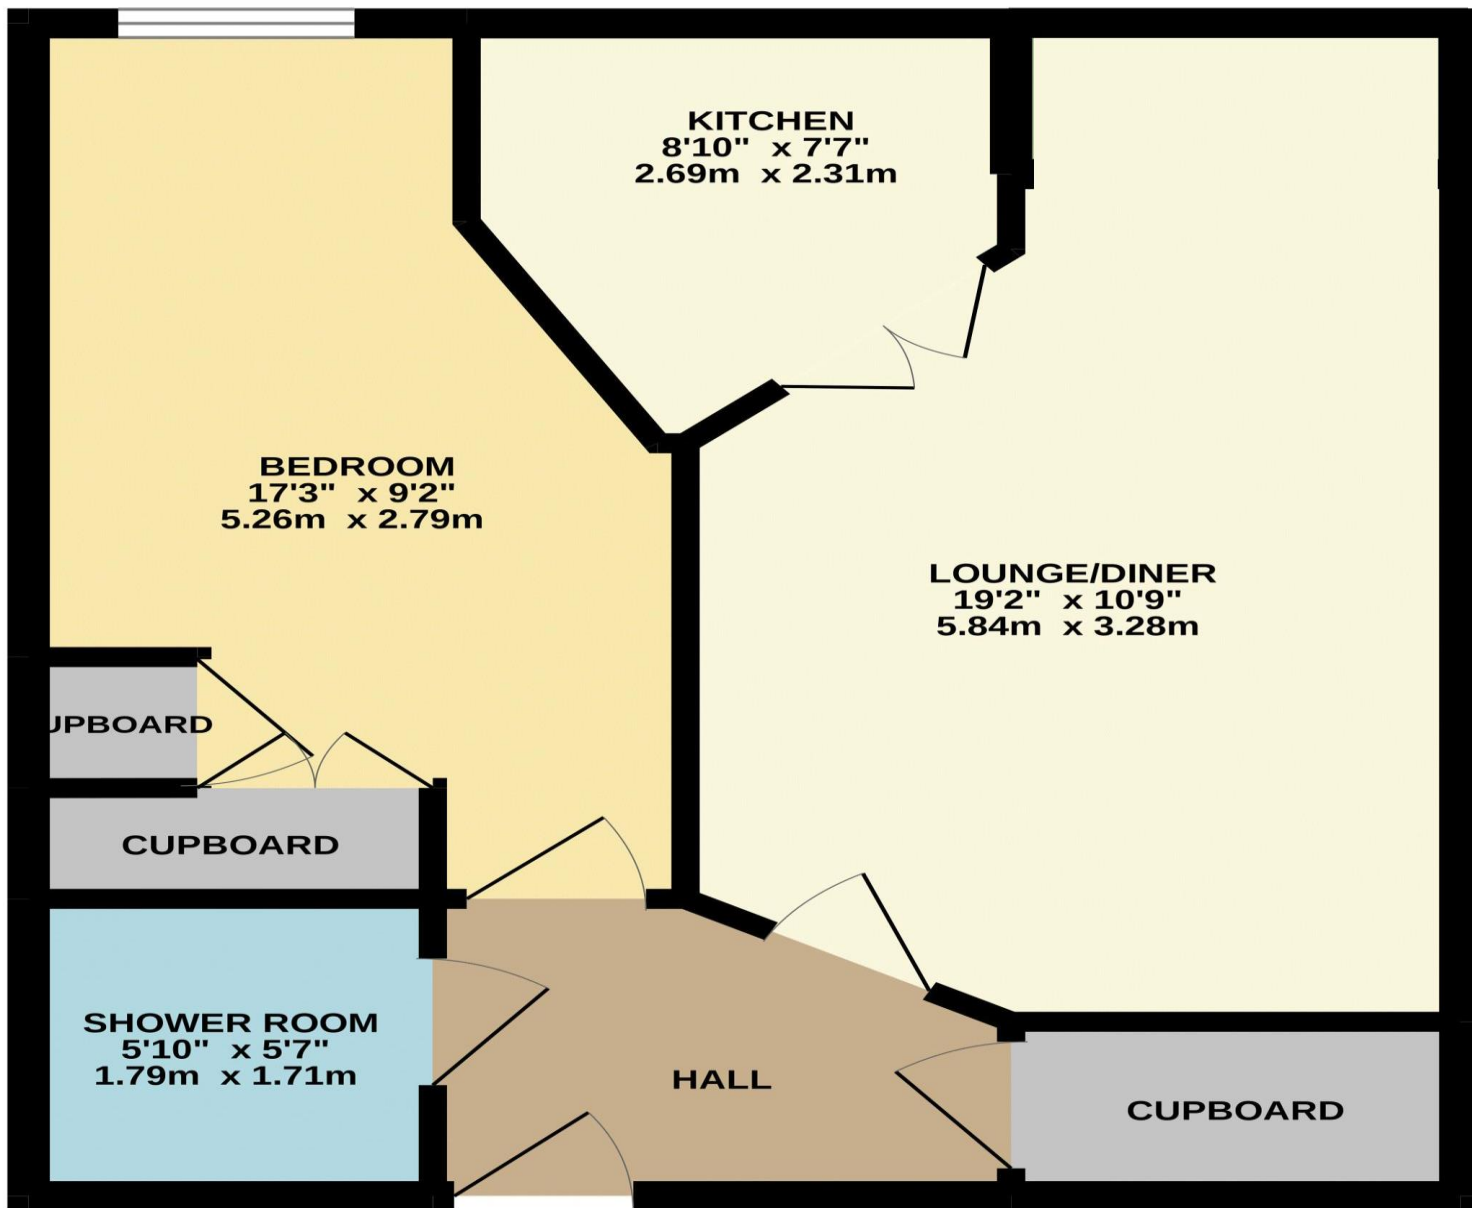 KITCHEN
8'10" x 7'7"
2.69m x 2.31m
BEDROOM
17'3" x 9'2"
5.26m x 2.79m
LOUNGE/DINER
19'2" x 10'9"
5.84m x 3.28m
UPBOARD
CUPBOARD
SHOWER ROOM
5'10" x 5'7"
1.79m x 1.71m
HALL
CUPBOARD